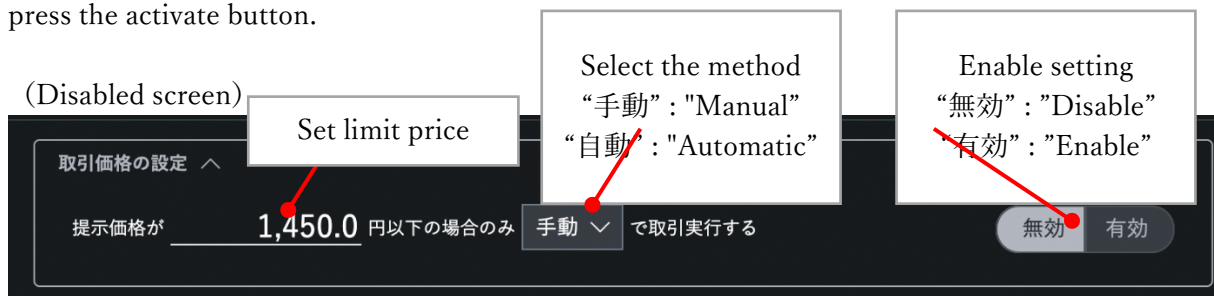 press the activate button.
（Disabled screen）
Set limit price
Select the method
“手動” : "Manual”
“自動” : "Automatic”
Enable setting
“無効” : ”Disable”
“有効” : ”Enable”
取引価格の設定
提示価格が 1,450.0 円以下の場合のみ 手動 で取引実行する 無効 有効